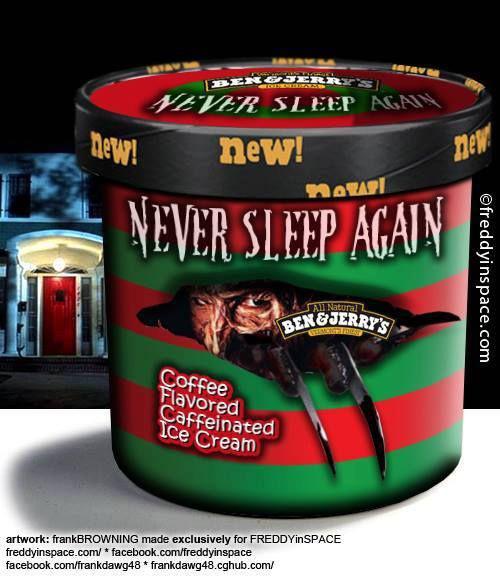 BEN & JERRY'S
ICE CREAM
NEVER SLEEP AGAIN
new!
new!
new
new!
NEVER SLEEP AGAIN
All Natural
BEN & JERRY'S
VERMONT'S FINEST
Coffee
Flavored
Caffeinated
Ice Cream
©freddyinspace.com
artwork: frankBROWNING made exclusively for FREDDYinSPACE
freddyinspace.com/ * facebook.com/freddyinspace
facebook.com/frankdawg48 * frankdawg48.cghub.com/